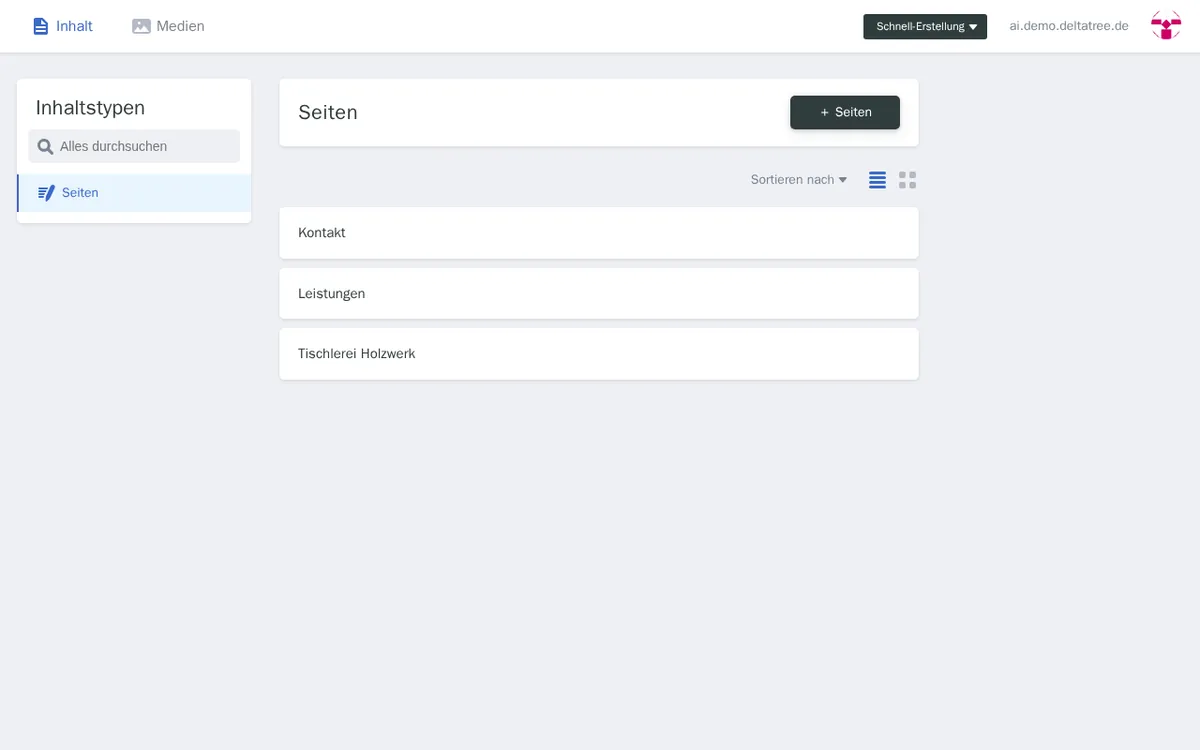 Inhalt
Medien
Schnell-Erstellung
ai.demo.deltatree.de
Inhaltstypen
Alles durchsuchen
Seiten
Seiten
+ Seiten
Sortieren nach
Kontakt
Leistungen
Tischlerei Holzwerk